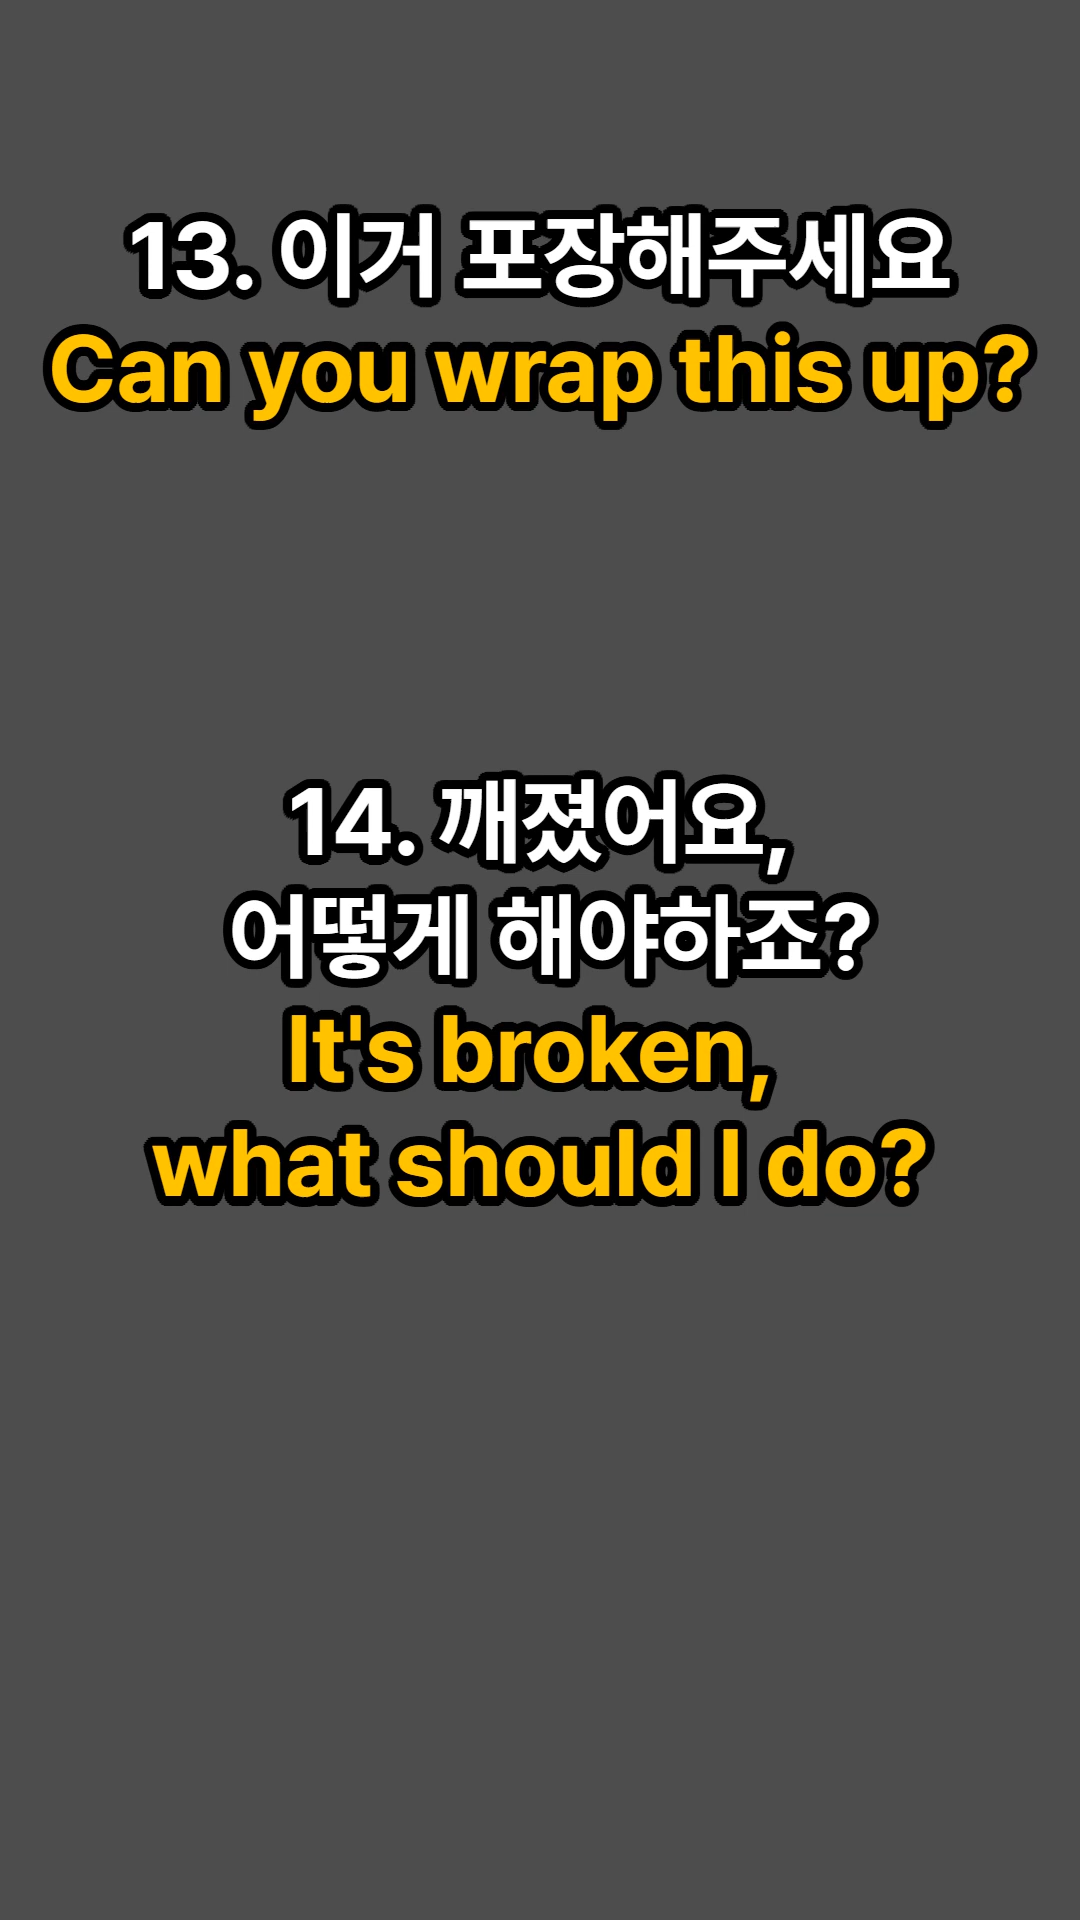 13. 이거 포장해주세요
Can you wrap this up?
14. 깨졌어요,
어떻게 해야하죠?
It's broken,
what should I do?